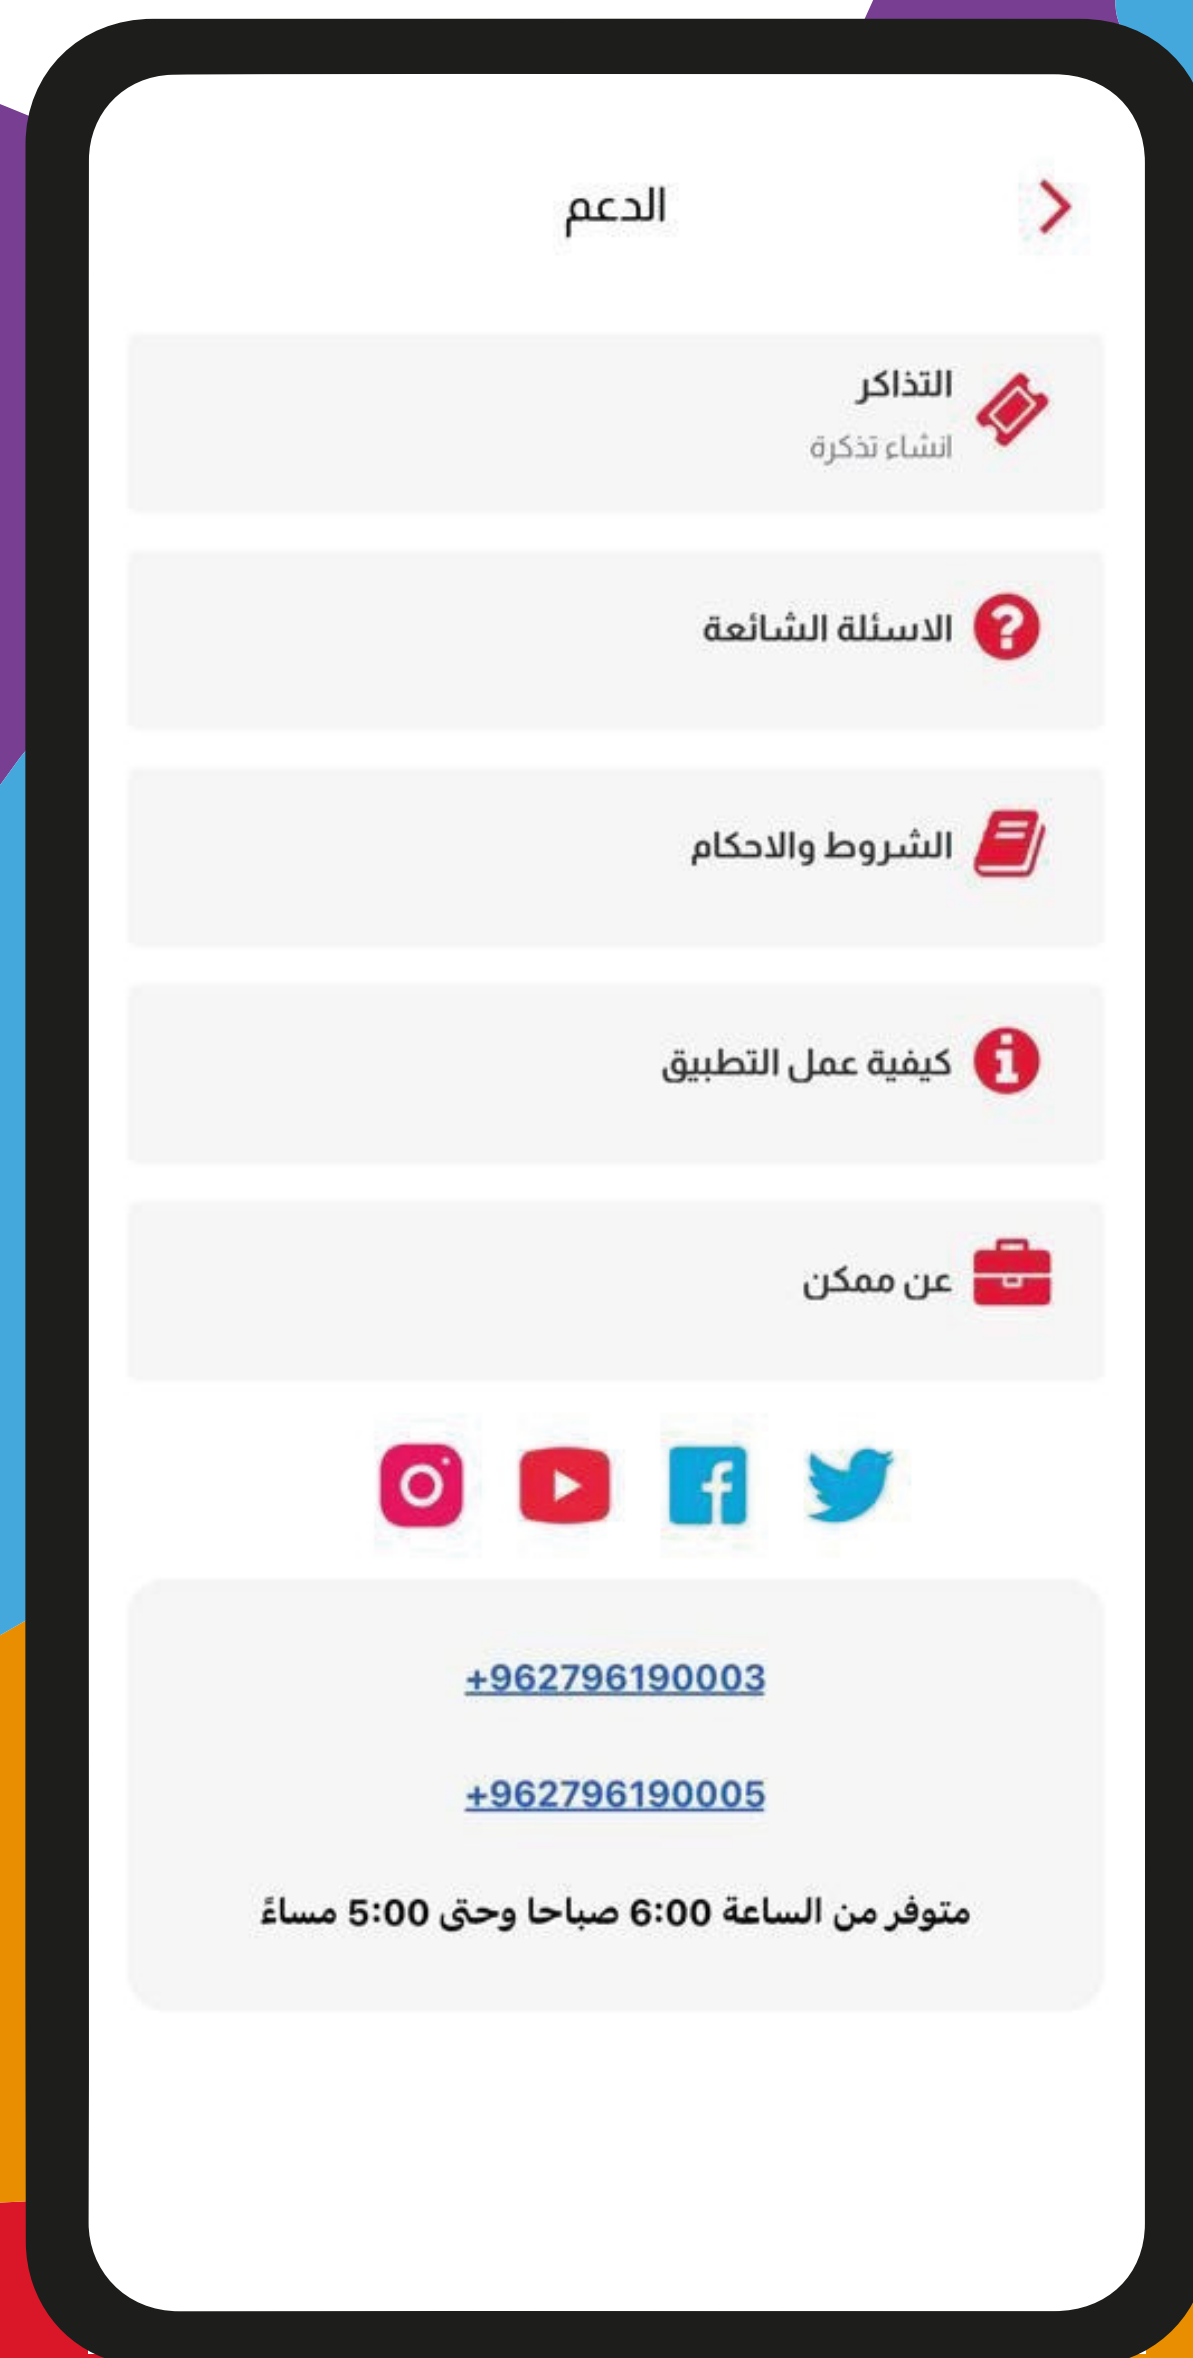 الدعم
التذاكر
انشاء تذكرة
الاسئلة الشائعة
الشروط والاحكام
كيفية عمل التطبيق
عن ممكن
+962796190003
+962796190005
متوفر من الساعة 6:00 صباحا وحتى 5:00 مساءً